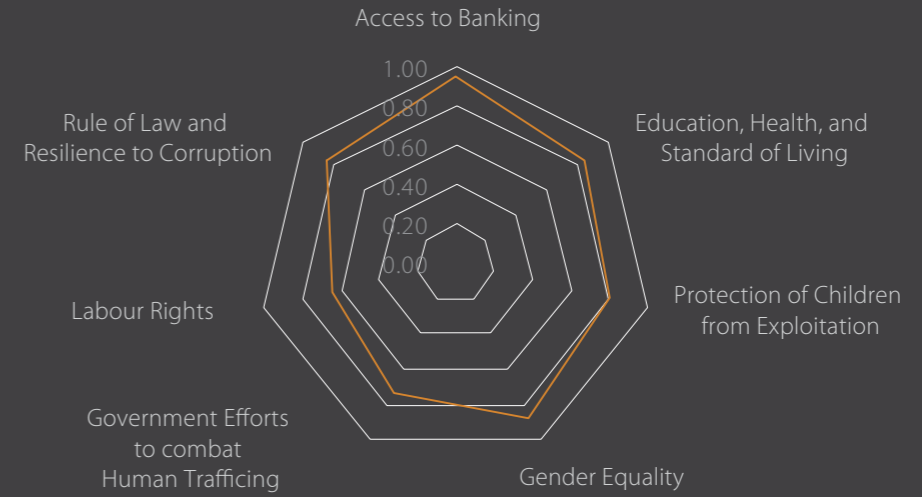 Access to Banking
1.00
0.80
0.60
0.40
0.20
0.00
Education, Health, and
Standard of Living
Protection of Children
from Exploitation
Gender Equality
Government Efforts
to combat
Human Trafficing
Labour Rights
Rule of Law and
Resilience to Corruption